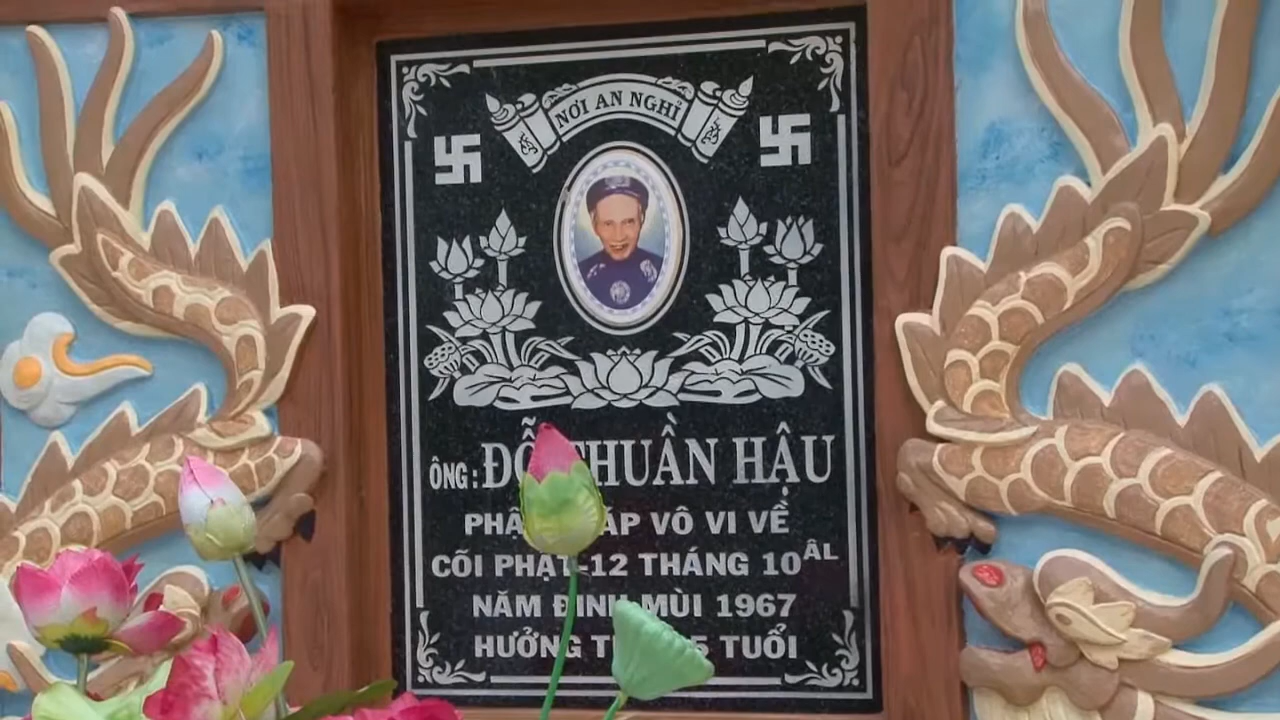 NƠI AN NGHỈ
ÔNG: ĐỖ THUẦN HẬU
VÔ VI VỀ
CÕI PHẬT-12 THÁNG 10ÂL
NĂM ĐINH MÙI 1967
HƯỞNG TUỔI